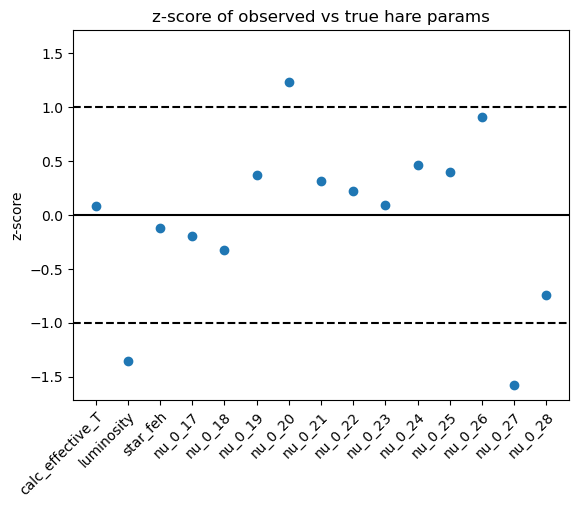 z-score of observed vs true hare params
z-score
1.5
1.0
0.5
0.0
−0.5
−1.0
−1.5
calc_effective_T
luminosity
star_feh
nu_0_17
nu_0_18
nu_0_19
nu_0_20
nu_0_21
nu_0_22
nu_0_23
nu_0_24
nu_0_25
nu_0_26
nu_0_27
nu_0_28